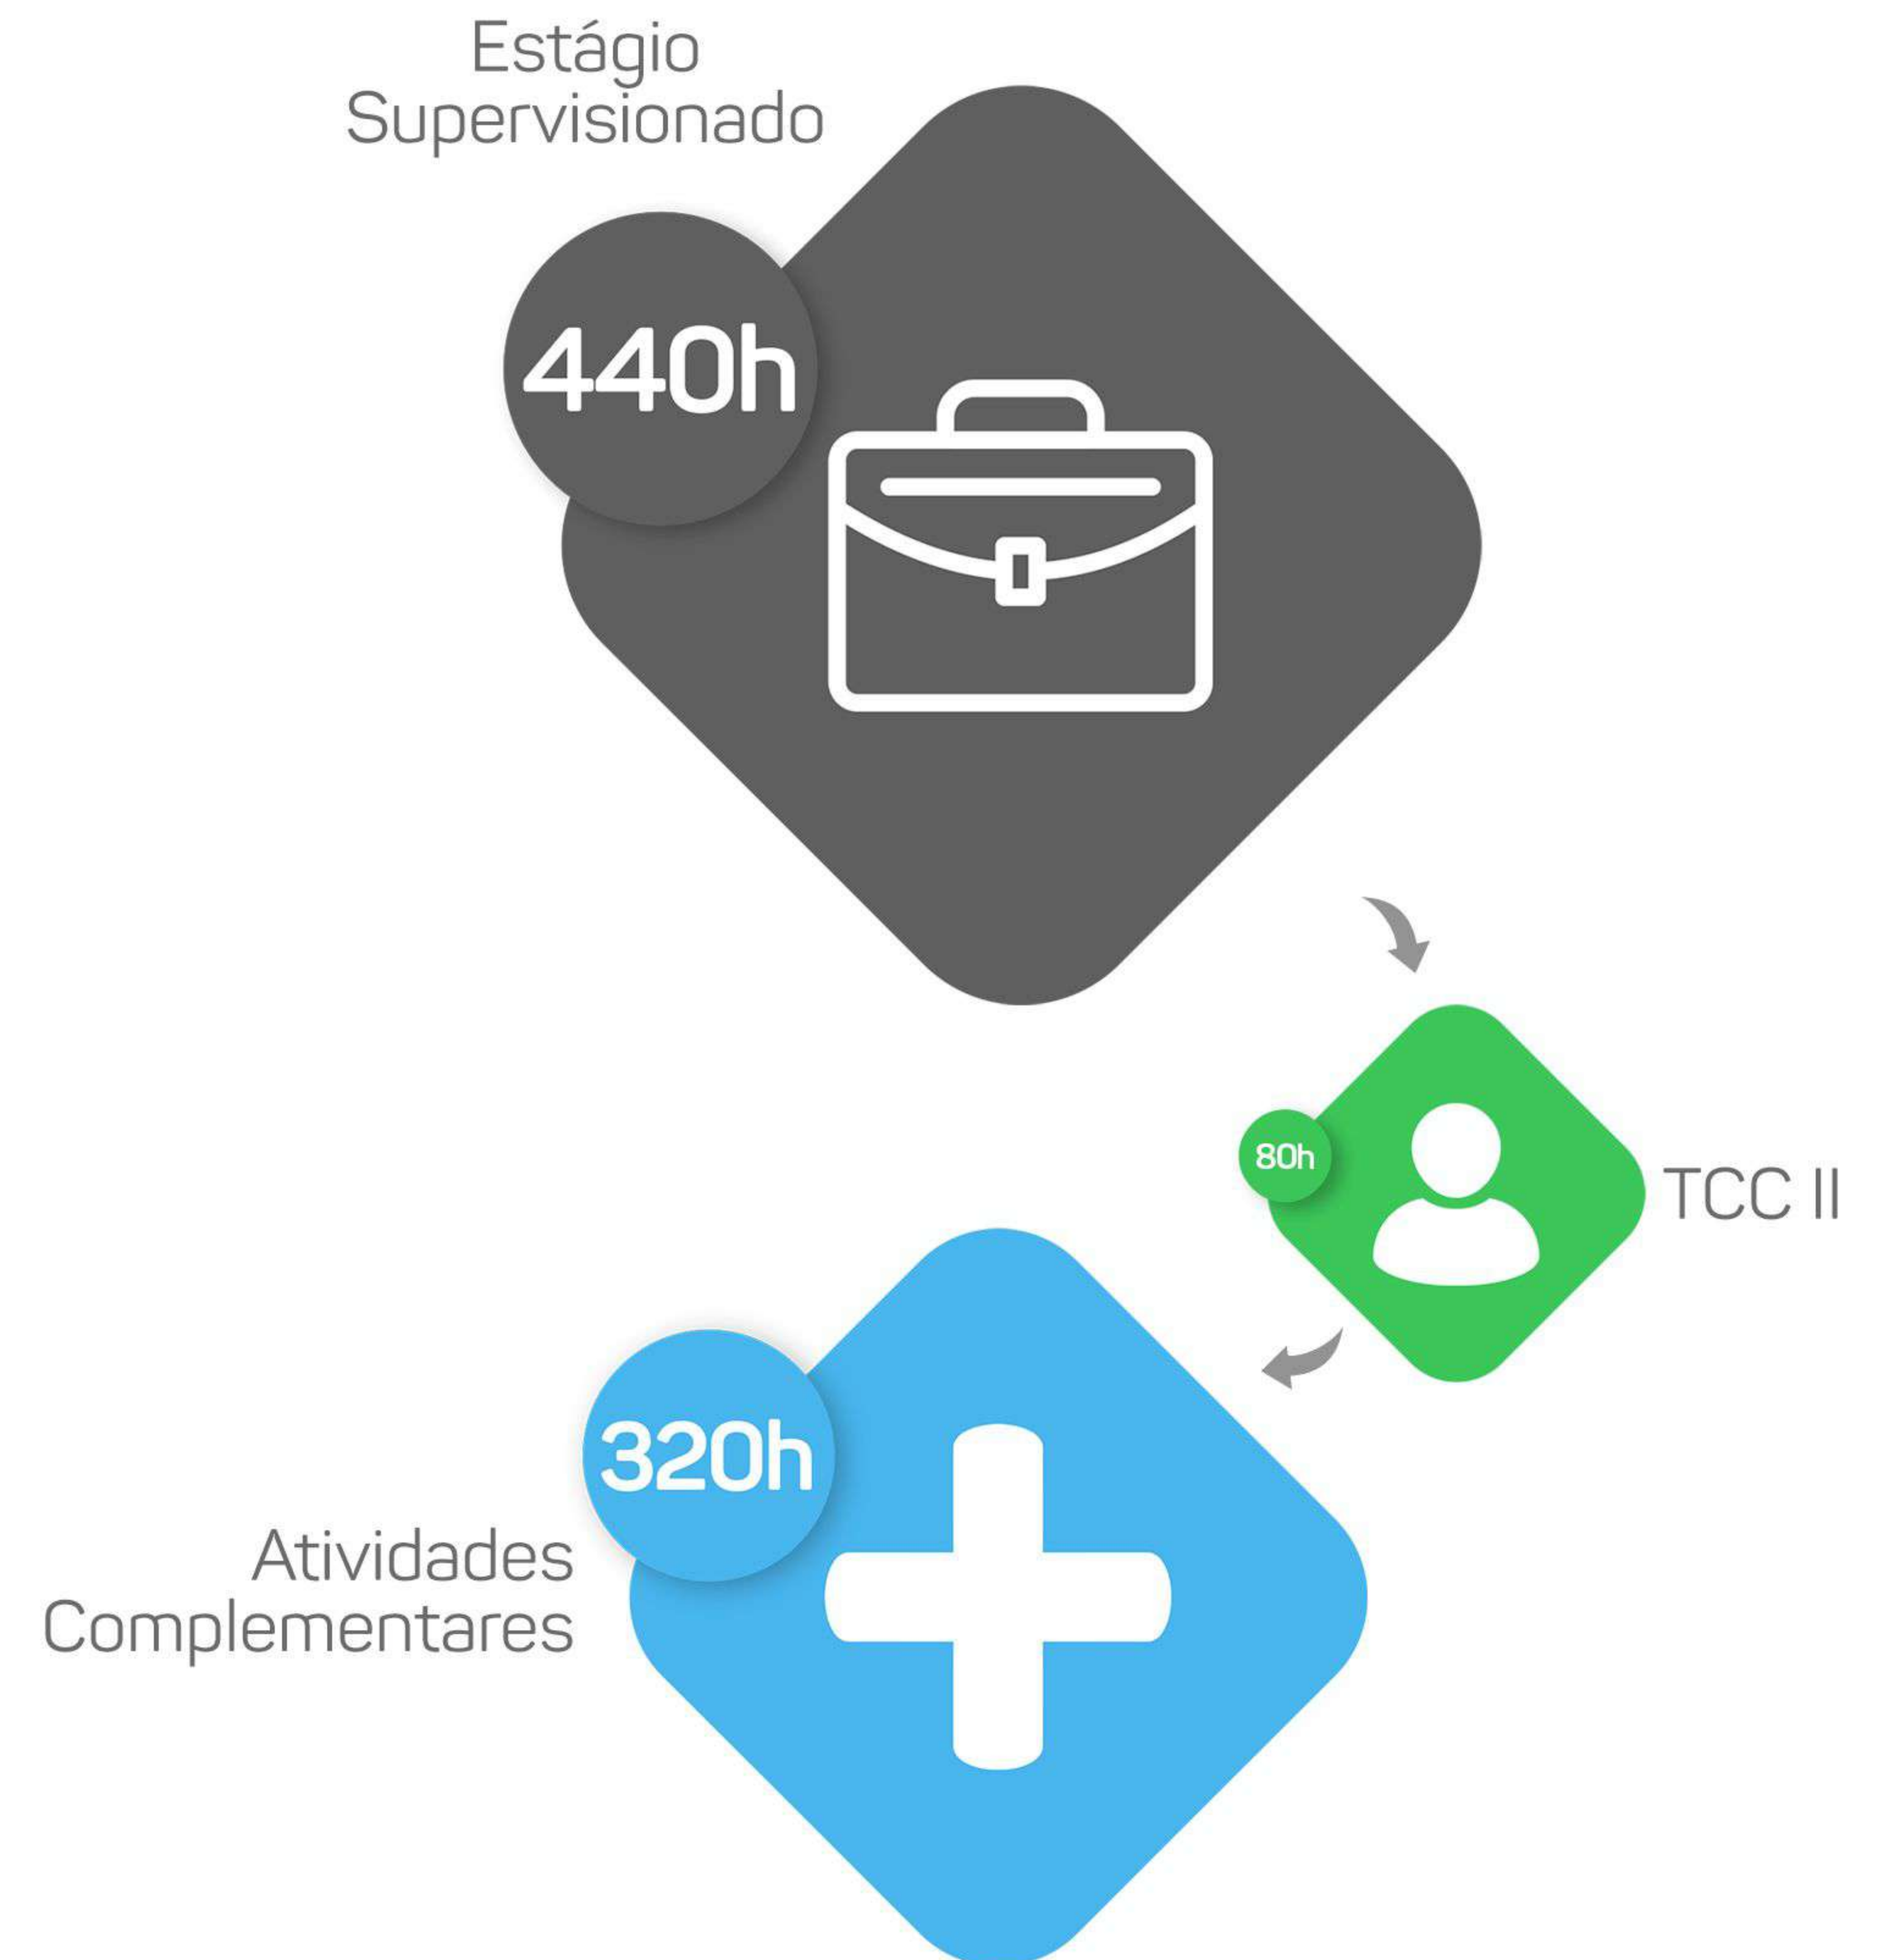 Estágio
Supervisionado
440h
80h
TCC II
320h
Atividades
Complementares